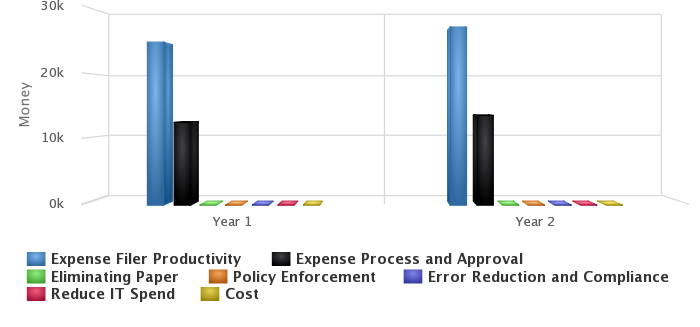 30k
20k
Money
10k
0k
Year 1 Year 2
Expense Filer Productivity Expense Process and Approval
Eliminating Paper Policy Enforcement Error Reduction and Compliance
Reduce IT Spend Cost